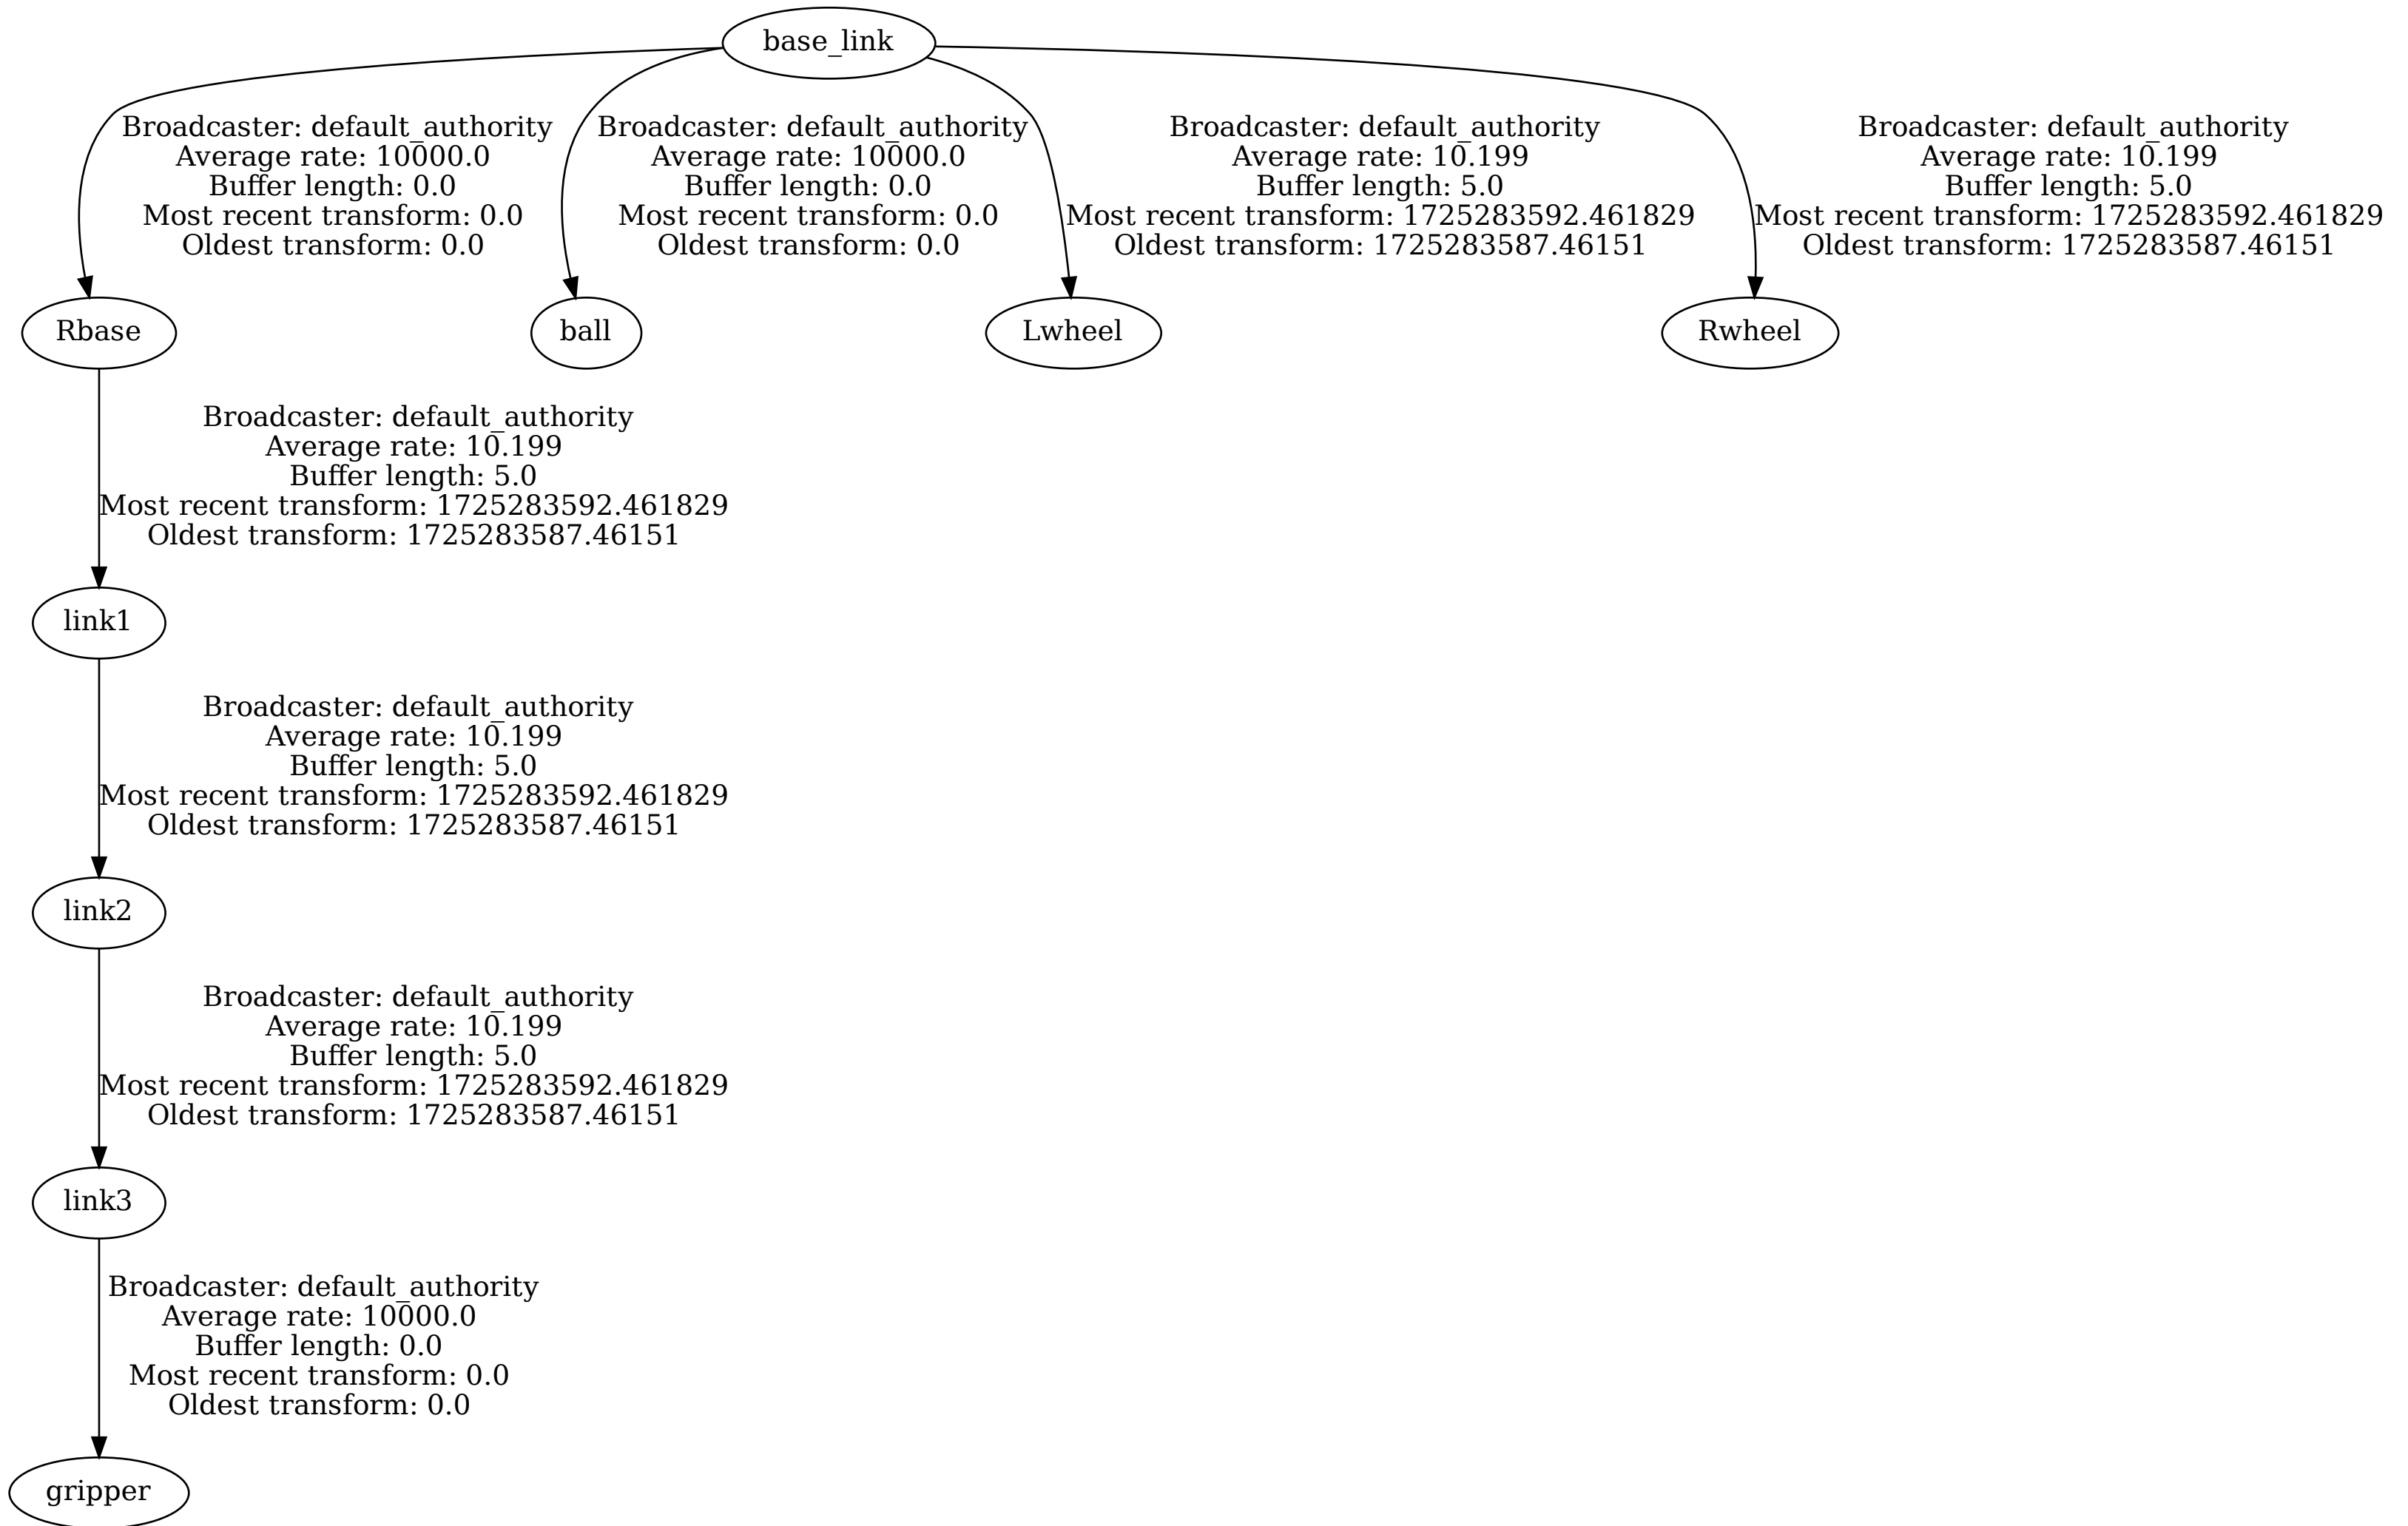 base_link
Broadcaster: default_authority
Average rate: 10000.0
Buffer length: 0.0
Most recent transform: 0.0
Oldest transform: 0.0
Broadcaster: default_authority
Average rate: 10000.0
Buffer length: 0.0
Most recent transform: 0.0
Oldest transform: 0.0
Broadcaster: default_authority
Average rate: 10.199
Buffer length: 5.0
Most recent transform: 1725283592.461829
Oldest transform: 1725283587.46151
Broadcaster: default_authority
Average rate: 10.199
Buffer length: 5.0
Most recent transform: 1725283592.461829
Oldest transform: 1725283587.46151
Rbase
ball
Lwheel
Rwheel
Broadcaster: default_authority
Average rate: 10.199
Buffer length: 5.0
Most recent transform: 1725283592.461829
Oldest transform: 1725283587.46151
link1
Broadcaster: default_authority
Average rate: 10.199
Buffer length: 5.0
Most recent transform: 1725283592.461829
Oldest transform: 1725283587.46151
link2
Broadcaster: default_authority
Average rate: 10.199
Buffer length: 5.0
Most recent transform: 1725283592.461829
Oldest transform: 1725283587.46151
link3
Broadcaster: default_authority
Average rate: 10000.0
Buffer length: 0.0
Most recent transform: 0.0
Oldest transform: 0.0
gripper